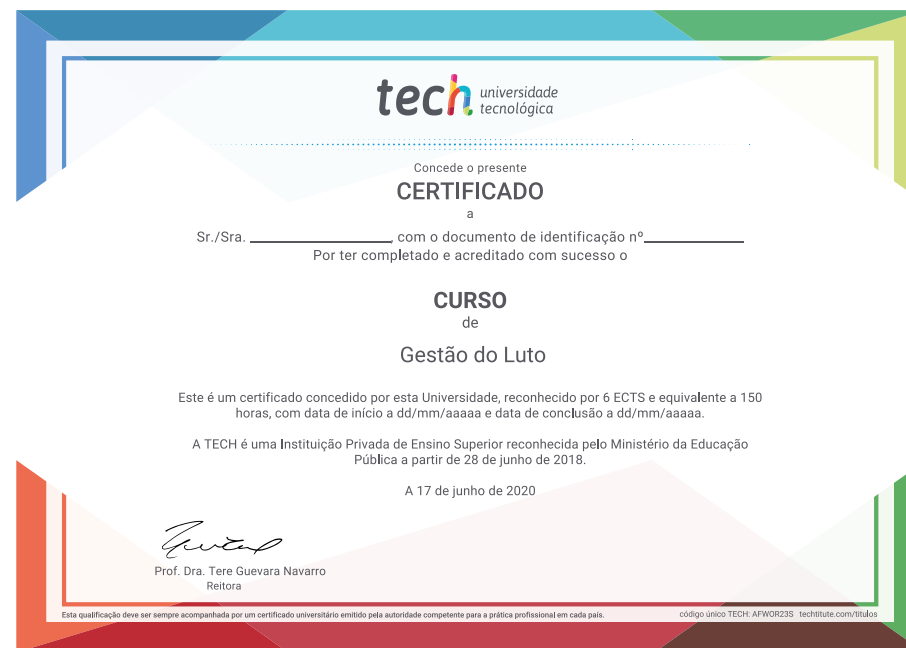 tech universidade
tecnológica
Concede o presente
CERTIFICADO
a
Sr./Sra. , com o documento de identificação nº
Por ter completado e acreditado com sucesso o
CURSO
de
Gestão do Luto
Este é um certificado concedido por esta Universidade, reconhecido por 6 ECTS e equivalente a 150
horas, com data de início a dd/mm/aaaaa e data de conclusão a dd/mm/aaaaa.
A TECH é uma Instituição Privada de Ensino Superior reconhecida pelo Ministério da Educação
Pública a partir de 28 de junho de 2018.
A 17 de junho de 2020
Prof. Dra. Tere Guevara Navarro
Reitora
Esta qualificação deve ser sempre acompanhada por um certificado universitário emitido pela autoridade competente para a prática profissional em cada país.
código único TECH: AFWOR23S techtitute.com/titulos